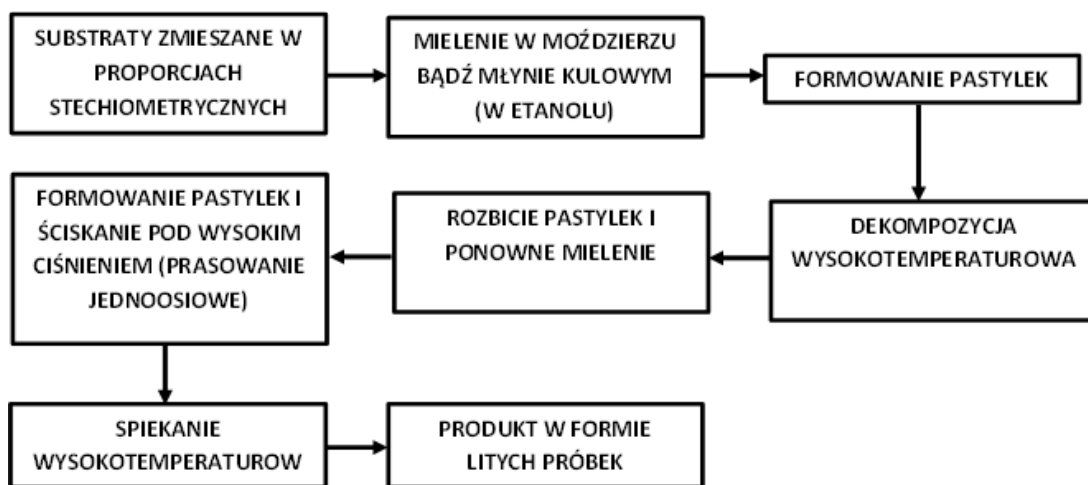 SUBSTRATY ZMIESZANE W
PROPORCJACH
STECHIOMETRYCZNYCH
MIELENIE W MOŹDZIERZU
BĄDŹ MŁYNIE KULOWYM
(W ETANOLU)
FORMOWANIE PASTYLEK
DEKOMPOZYCJA
WYSOKOTEMPERATUROWA
ROZBICIE PASTYLEK I
PONOWNE MIELENIE
FORMOWANIE PASTYLEK I
ŚCISKANIE POD WYSOKIM
CIŚNIENIEM (PRASOWANIE
JEDNOOSIOWE)
SPIEKANIE
WYSOKOTEMPERATUROW
PRODUKT W FORMIE
LITYCH PRÓBEK